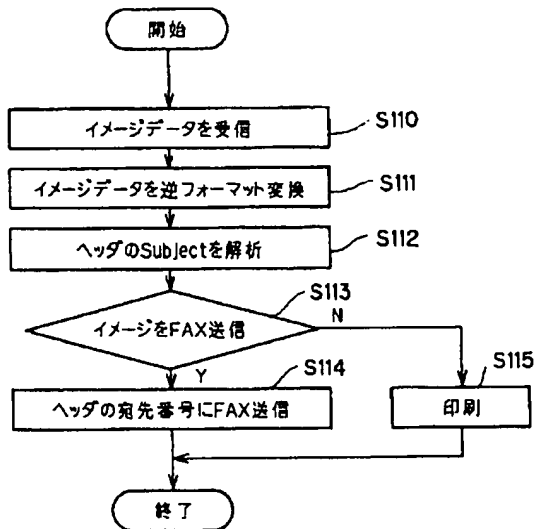 開始
イメージデータを受信
S110
イメージデータを逆フォーマット変換
S111
ヘッダのSubjectを解析
S112
イメージをFAX送信
S113
N
Y
ヘッダの宛先番号にFAX送信
S114
印刷
S115
終了